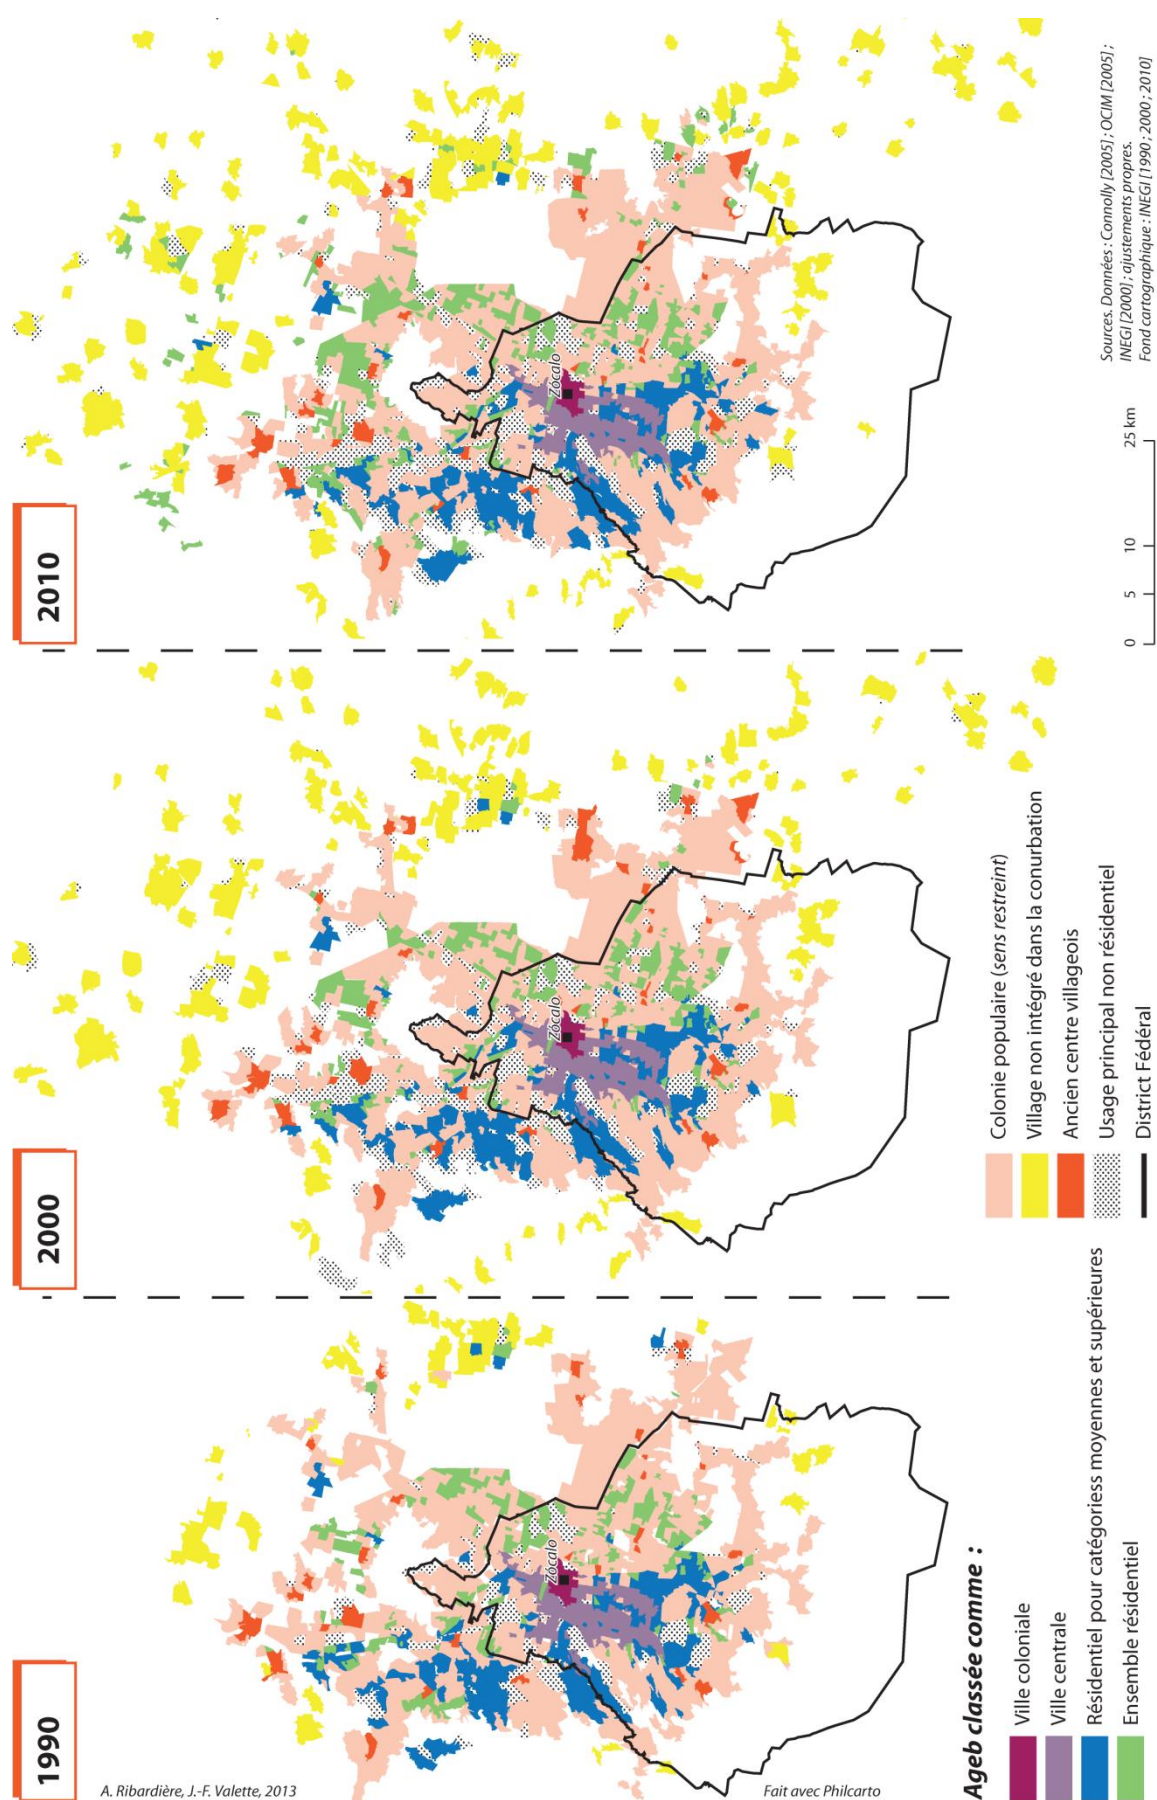 1990
2000
2010
Zócalo
Zócalo
Zócalo
A. Ribardière, J.-F. Valette, 2013
Fait avec Philcarto
Ageb classée comme :
Ville coloniale
Ville centrale
Résidentiel pour catégoriess moyennes et supérieures
Ensemble résidentiel
Colonie populaire (sens restreint)
Village non intégré dans la conurbation
Ancien centre villageois
Usage principal non résidentiel
District Fédéral
0 5 10 25 km
Sources. Données : Connolly [2005] ; OCIM [2005] ;
INEGI [2000] ; ajustements propres.
Fond cartographique : INEGI [1990 ; 2000 ; 2010]